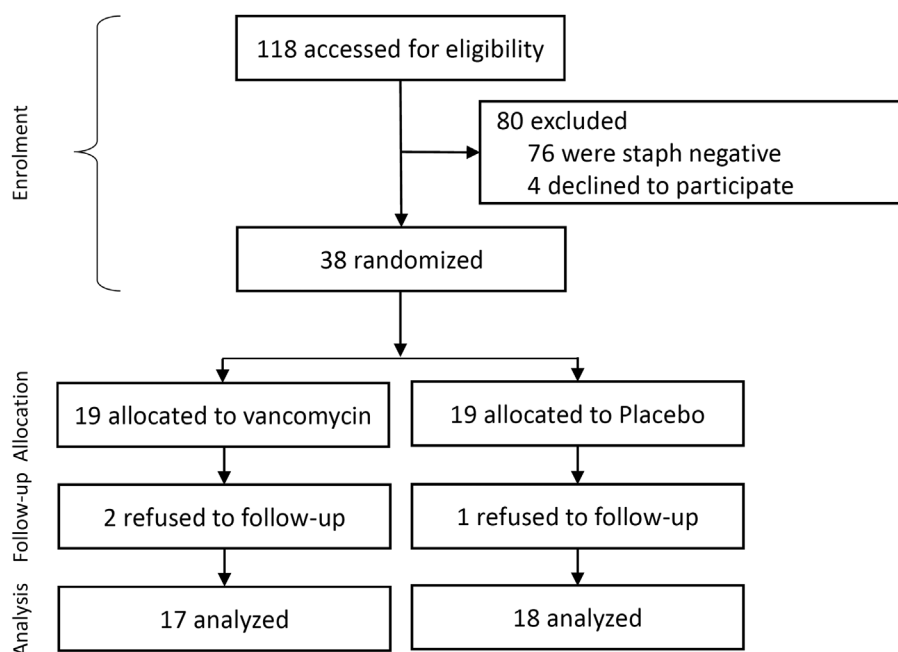 Enrolment
118 accessed for eligibility
80 excluded
76 were staph negative
4 declined to participate
38 randomized
Allocation
19 allocated to vancomycin
19 allocated to Placebo
Follow-up
2 refused to follow-up
1 refused to follow-up
Analysis
17 analyzed
18 analyzed